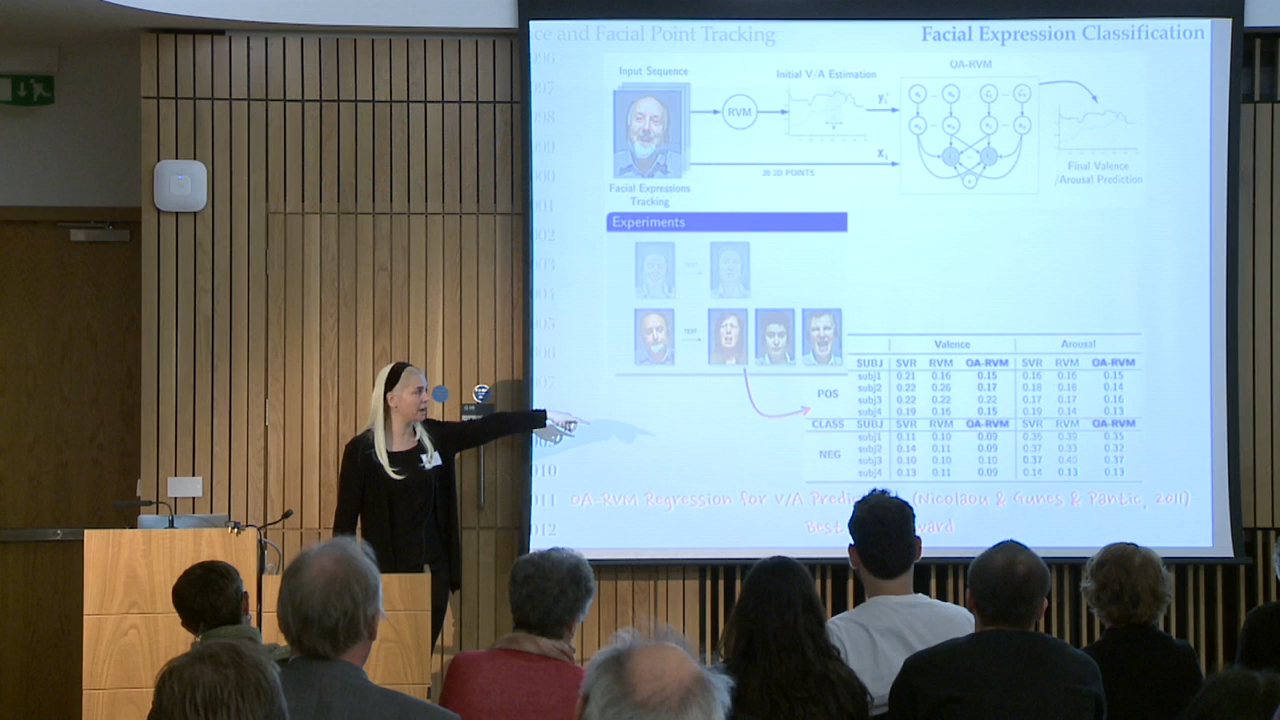 ce and Facial Point Tracking
Facial Expression Classification
Input Sequence
Initial V/A Estimation
OA-RVM
RVM
20 2D POINTS
Facial Expressions
Tracking
Final Valence
/Arousal Prediction
Experiments
TEST
Valence Arousal
SUBJ SVR RVM OA-RVM SVR RVM OA-RVM
POS
subj1 0.21 0.16 0.15 0.16 0.16 0.15
subj2 0.22 0.26 0.17 0.18 0.18 0.14
subj3 0.22 0.22 0.22 0.17 0.17 0.16
subj4 0.19 0.16 0.15 0.19 0.14 0.13
CLASS SUBJ SVR RVM OA-RVM SVR RVM OA-RVM
NEG
subj1 0.11 0.10 0.09 0.36 0.39 0.35
subj2 0.14 0.11 0.09 0.37 0.33 0.32
subj3 0.10 0.10 0.10 0.37 0.40 0.37
subj4 0.13 0.11 0.09 0.14 0.13 0.13
010
011 OA-RVM Regression for V/A (Nicolaou & Gunes & Pantic, 2011)
012 Best